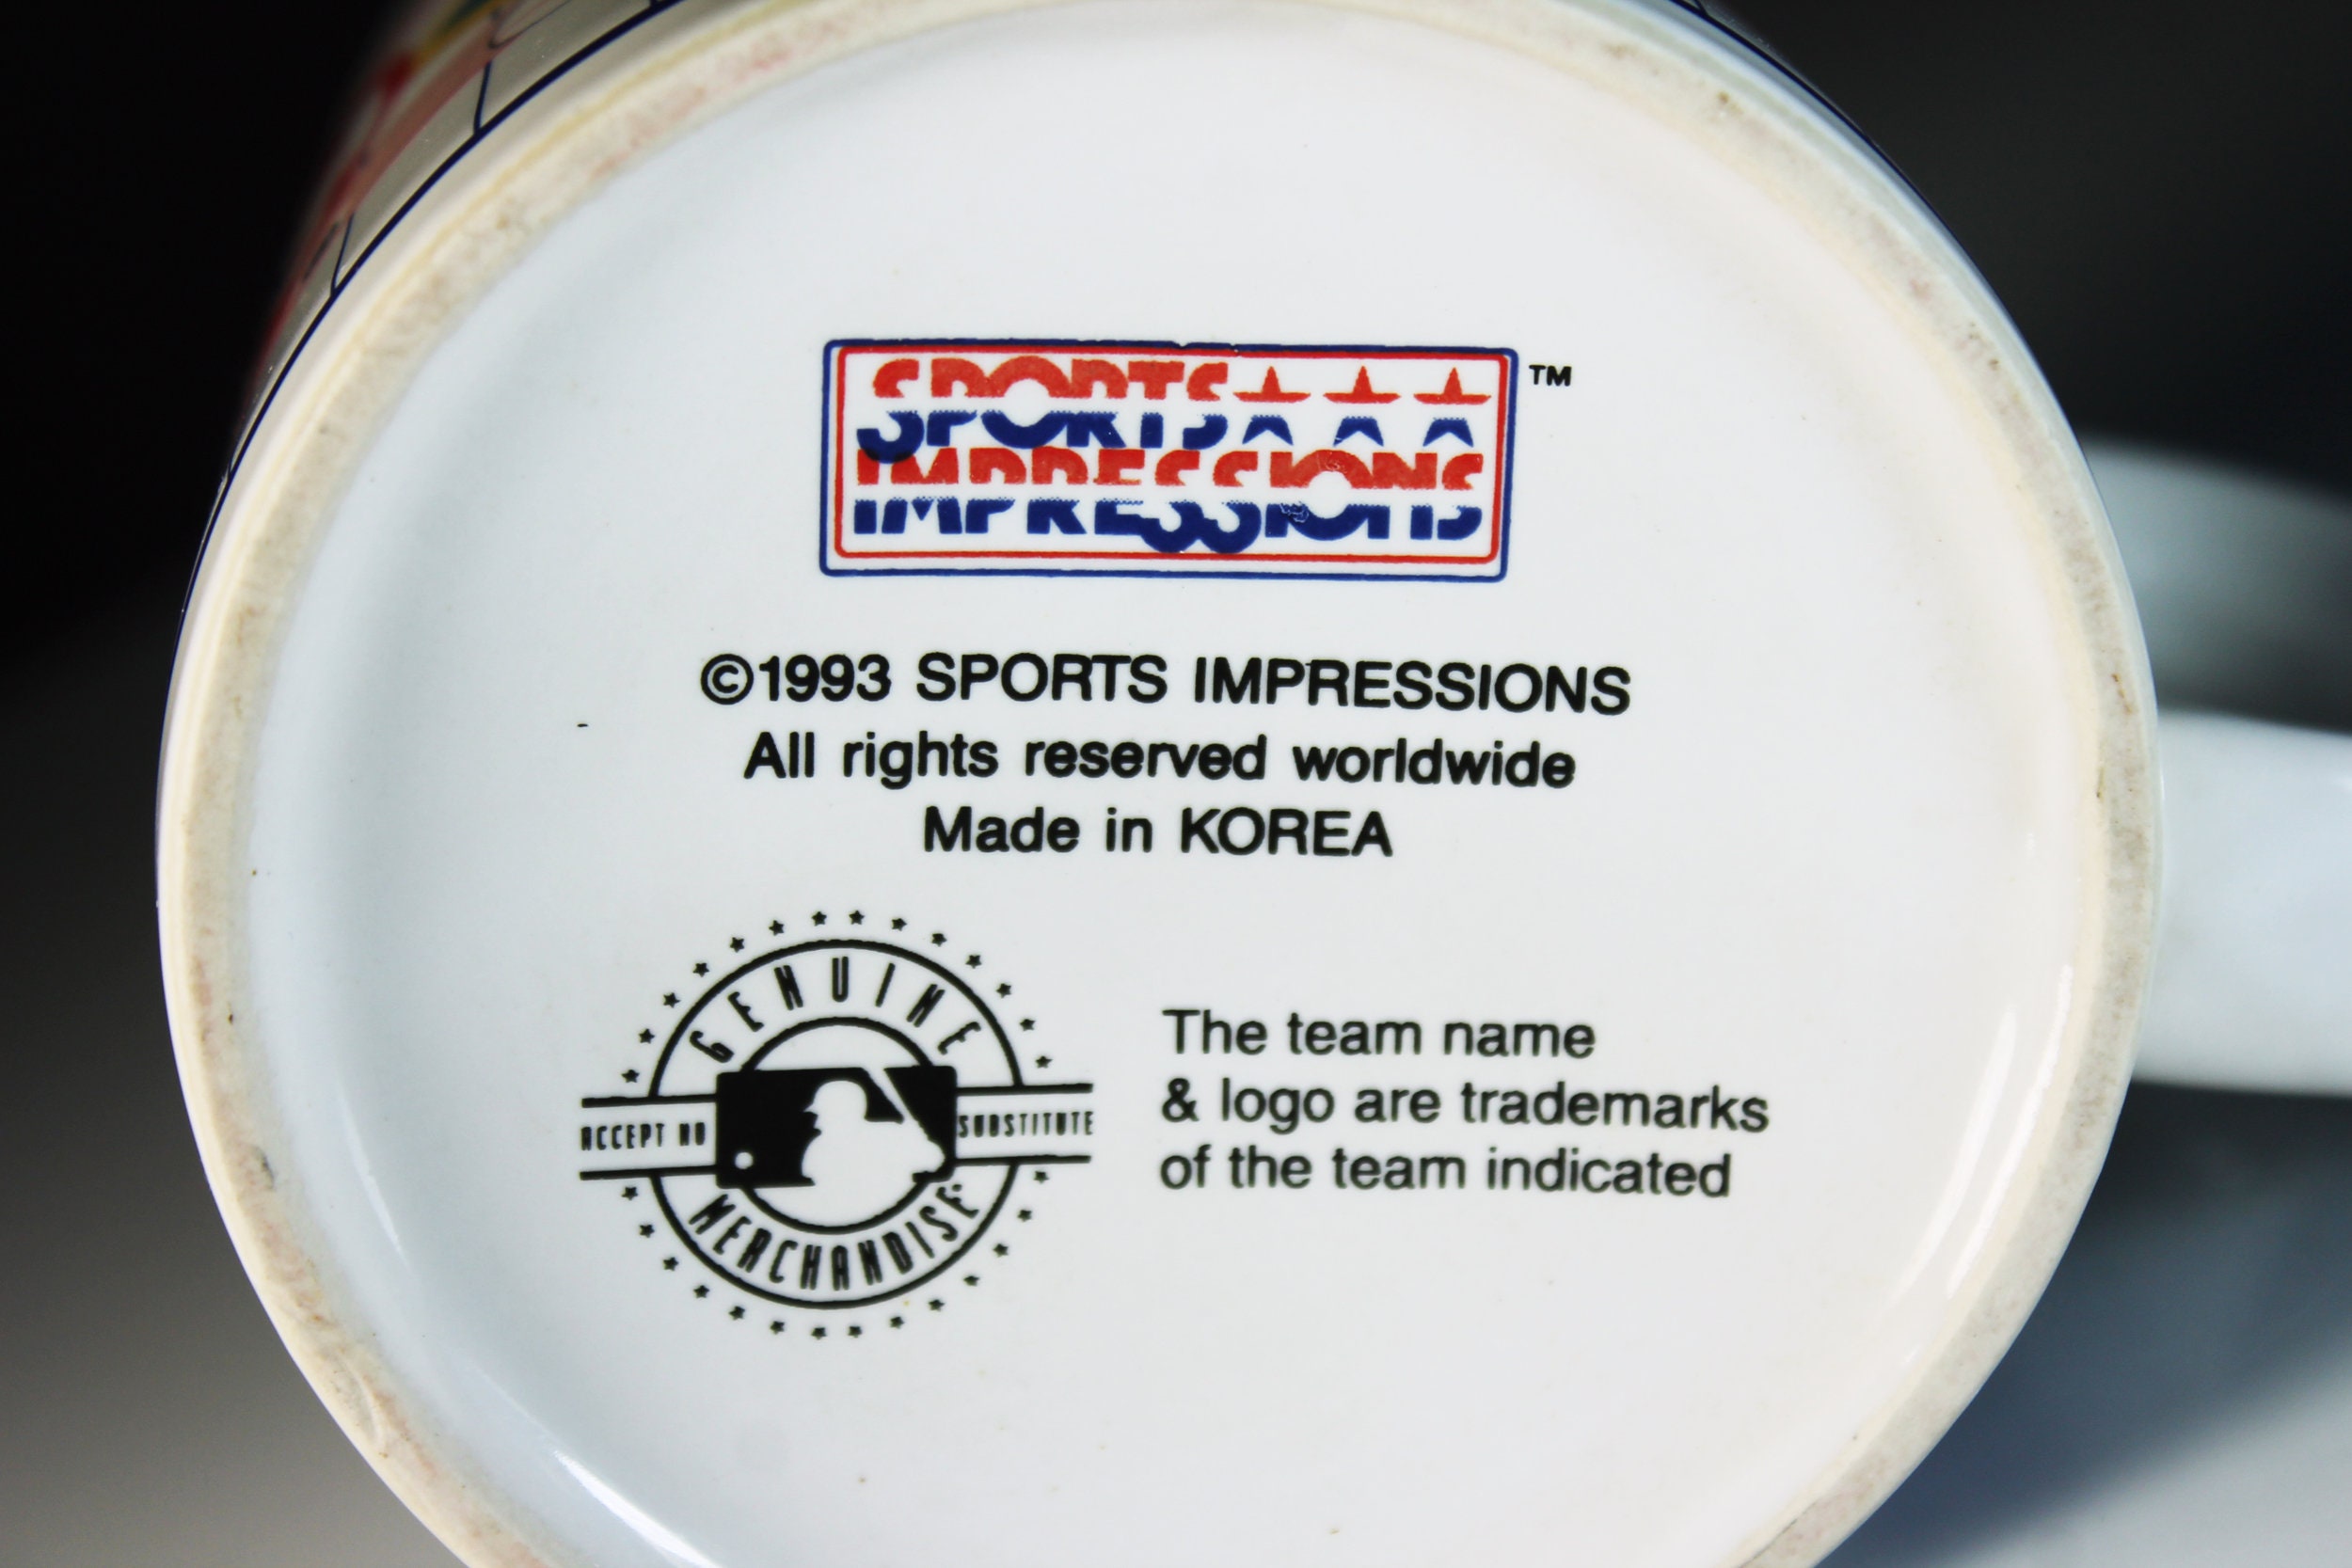 SPORTS
IMPRESSIONS
™
©1993 SPORTS IMPRESSIONS
All rights reserved worldwide
Made in KOREA
GENUINE
ACCEPT NO SUBSTITUTE
MERCHANDISE
The team name
& logo are trademarks
of the team indicated